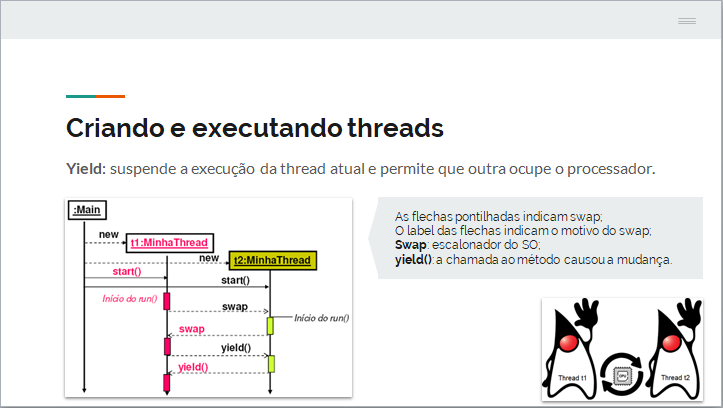 Criando e executando threads
Yield: suspende a execução da thread atual e permite que outra ocupe o processador.
:Main
new
t1:MinhaThread
new
t2:MinhaThread
start()
start()
Início do run()
swap
Início do run()
swap
yield()
yield()
As flechas pontilhadas indicam swap;
O label das flechas indicam o motivo do swap;
Swap: escalonador do SO;
yield(): a chamada ao método causou a mudança.
Thread t1
CPU
Thread t2